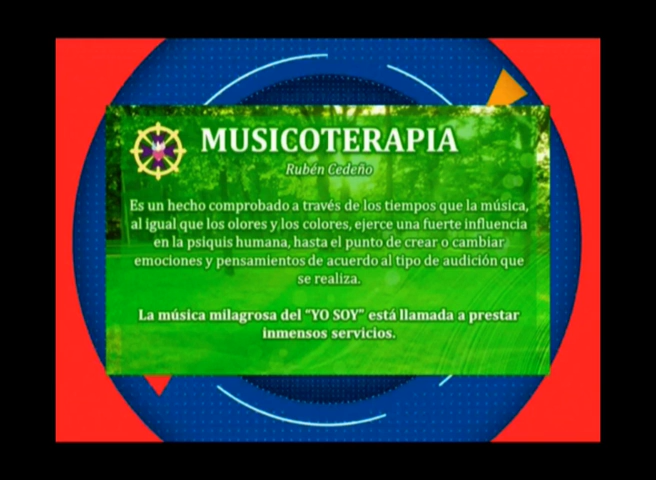 MUSICOTERAPIA
Rubén Cedeño
Es un hecho comprobado a través de los tiempos que la música,
al igual que los olores y los colores, ejerce una fuerte influencia
en la psiquis humana, hasta el punto de crear o cambiar
emociones y pensamientos de acuerdo al tipo de audición que
se realiza.
La música milagrosa del "YO SOY" está llamada a prestar
inmensos servicios.